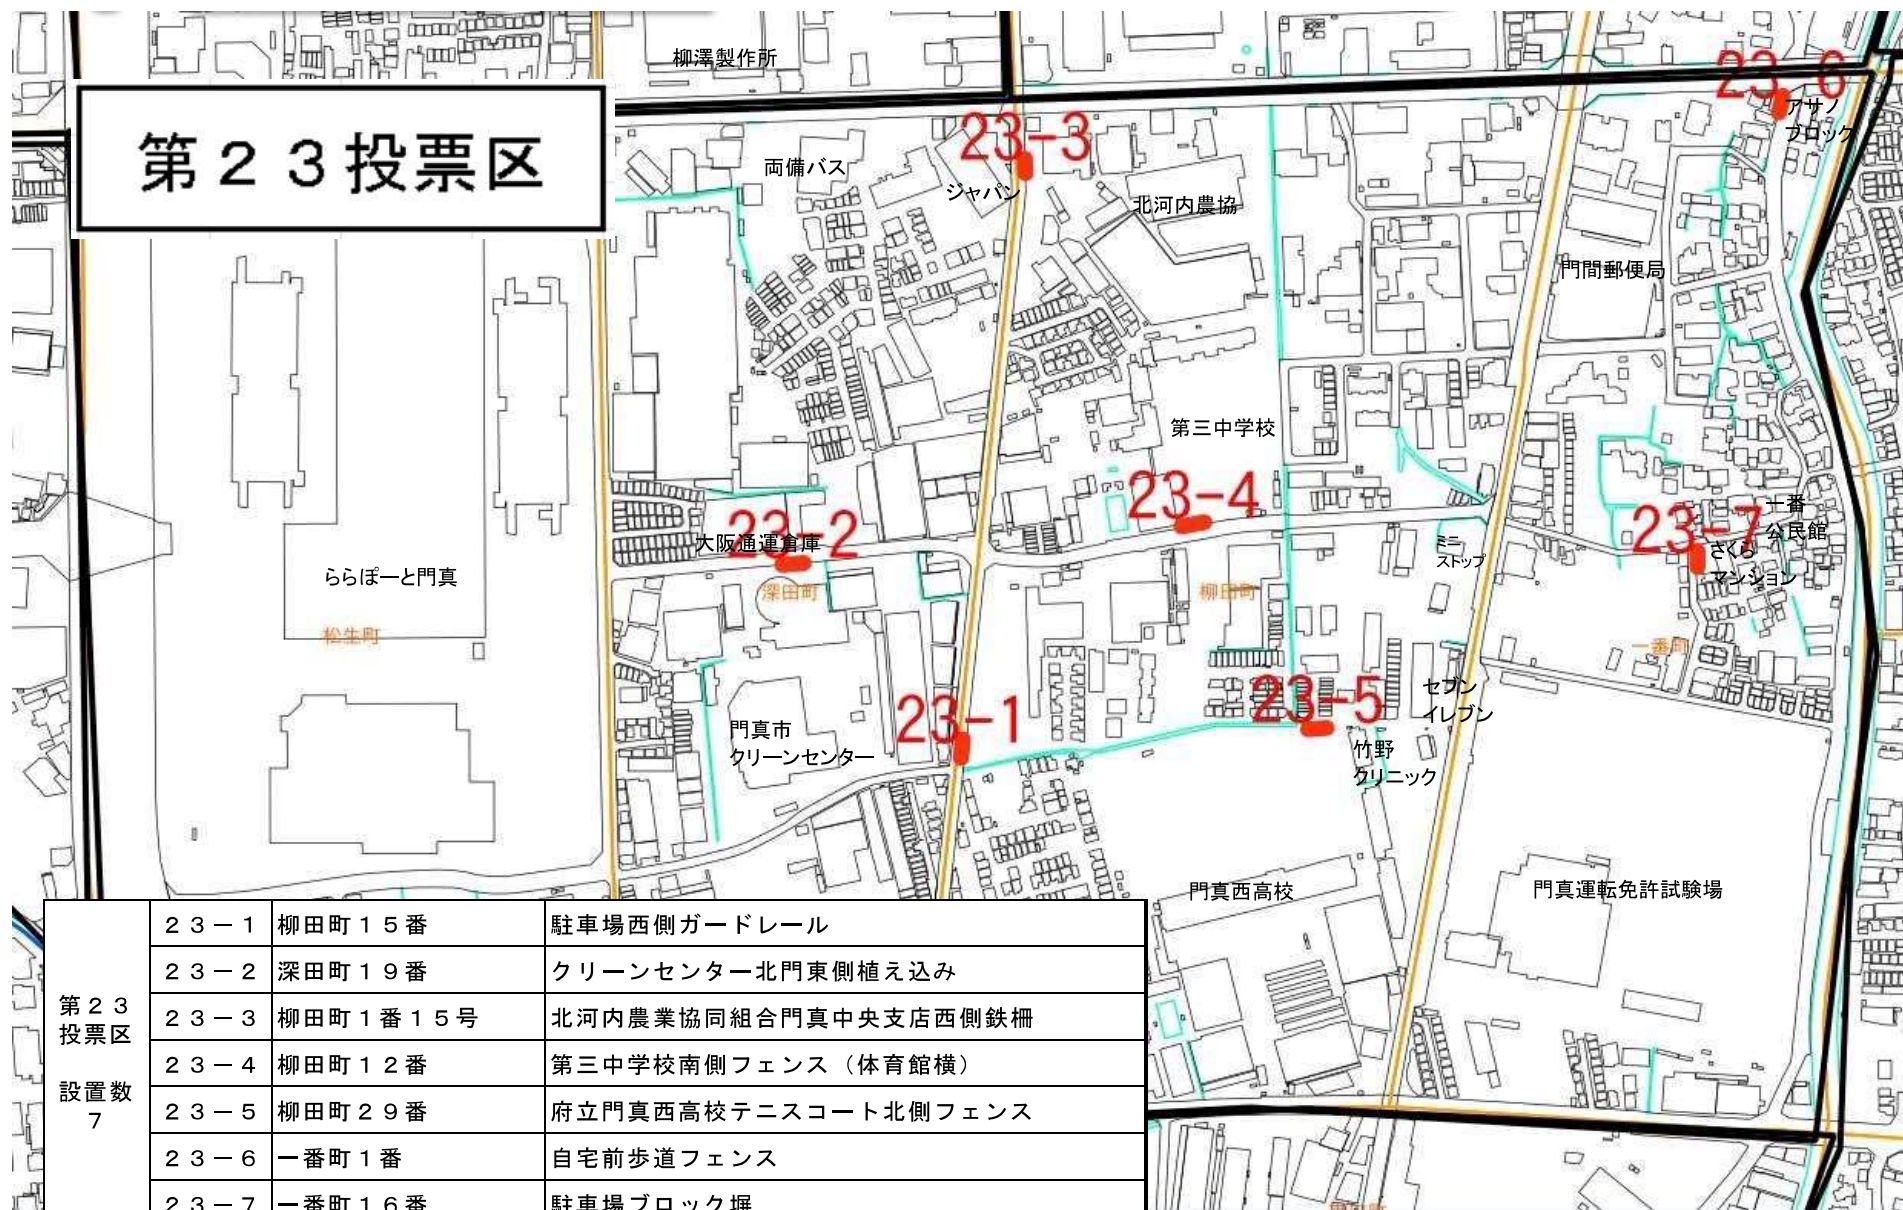 柳澤製作所
第２３投票区
23-6
アサノ
ブロック
23-3
両備バス
ジャパン
北河内農協
門間郵便局
第三中学校
23-4
23-2
大阪通運倉庫
深田町
ららぽーと門真
松生町
柳田町
ミニ
ストップ
23-7
一番
公民館
さくら
マンション
一番町
23-1
23-5
門真市
クリーンセンター
セブン
イレブン
竹野
クリニック
門真西高校
門真運転免許試験場
第２３
投票区
設置数
７
２３－１ 柳田町１５番 駐車場西側ガードレール
２３－２ 深田町１９番 クリーンセンター北門東側植え込み
２３－３ 柳田町１番１５号 北河内農業協同組合門真中央支店西側鉄柵
２３－４ 柳田町１２番 第三中学校南側フェンス（体育館横）
２３－５ 柳田町２９番 府立門真西高校テニスコート北側フェンス
２３－６ 一番町１番 自宅前歩道フェンス
２３－７ 一番町１６番 駐車場ブロック塀